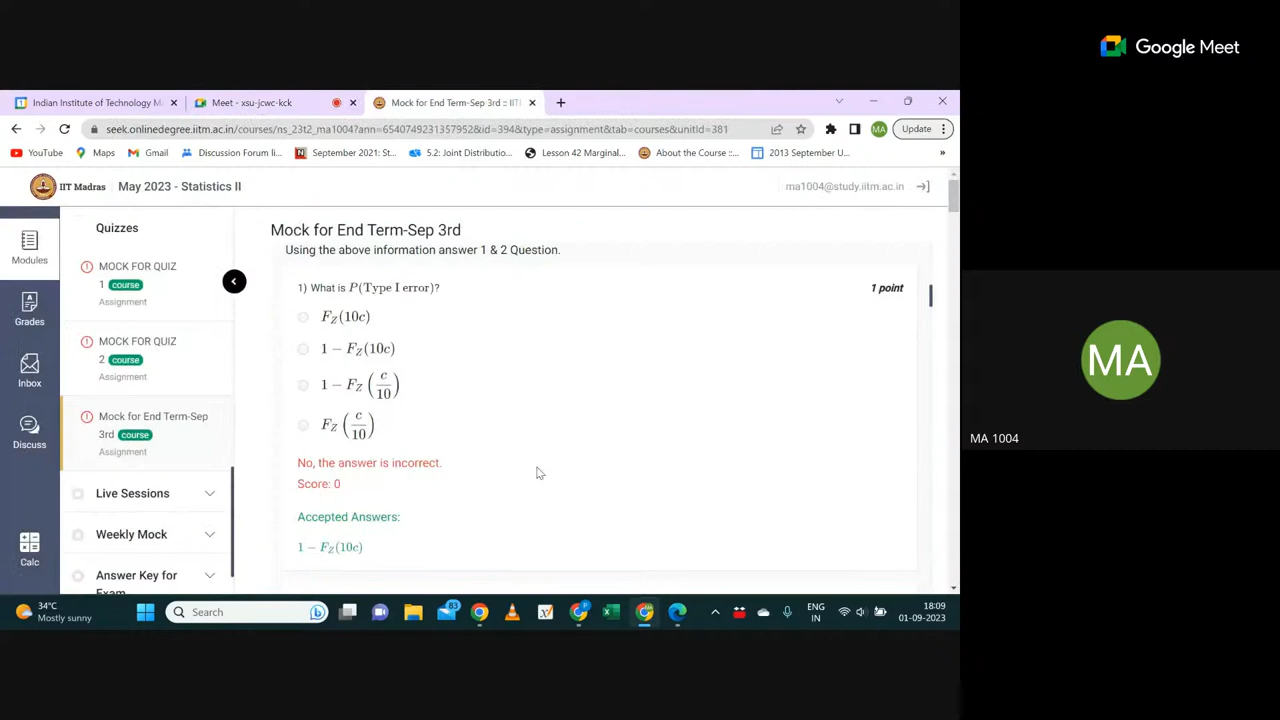 Google Meet
Indian Institute of Technology M
Meet - xsu-jcwc-kck
Mock for End Term-Sep 3rd :: IIT
seek.onlinedegree.iitm.ac.in/courses/ns_23t2_ma1004?ann=6540749231357952&id=394&type=assignment&tab=courses&unitId=381
MA
Update
YouTube
Maps
Gmail
Discussion Forum li...
September 2021: St...
5.2: Joint Distributio...
Lesson 42 Marginal...
About the Course ::...
2013 September U...
»
IIT Madras
May 2023 - Statistics II
ma1004@study.iitm.ac.in
Modules
Grades
Inbox
Discuss
Calc
Quizzes
MOCK FOR QUIZ
1 course
Assignment
MOCK FOR QUIZ
2 course
Assignment
Mock for End Term-Sep
3rd course
Assignment
Live Sessions
Weekly Mock
Answer Key for
Exam
Mock for End Term-Sep 3rd
Using the above information answer 1 & 2 Question.
1) What is P(Type I error)?
1 point
F_Z(10c)
1 − F_Z(10c)
1 − F_Z (c/10)
F_Z (c/10)
No, the answer is incorrect.
Score: 0
Accepted Answers:
1 − F_Z(10c)
MA
MA 1004
34°C
Mostly sunny
Search
83
ENG
IN
18:09
01-09-2023